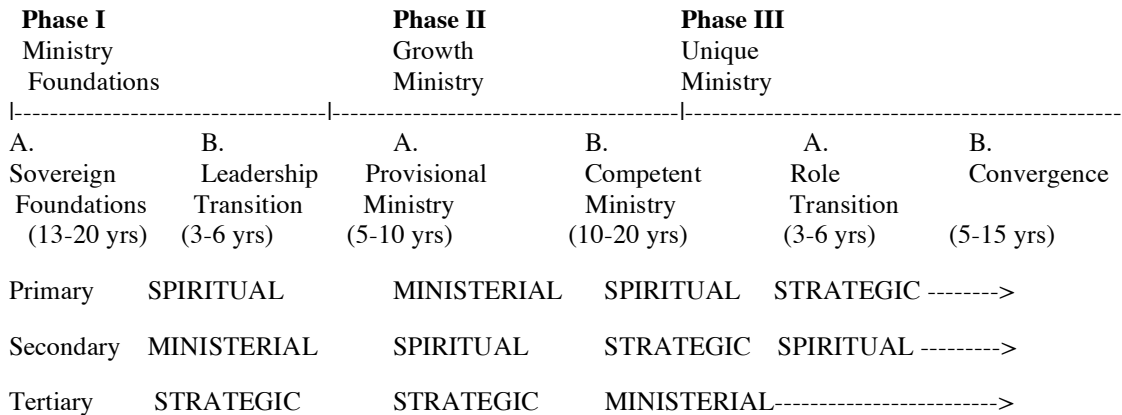 Phase I Phase II Phase III
Ministry Growth Unique
Foundations Ministry Ministry
|-----------------------------------|---------------------------------------|-------------------------------------------------
A. B. A. B. A. B.
Sovereign Leadership Provisional Competent Role Convergence
Foundations Transition Ministry Ministry Transition
(13-20 yrs) (3-6 yrs) (5-10 yrs) (10-20 yrs) (3-6 yrs) (5-15 yrs)
Primary SPIRITUAL MINISTERIAL SPIRITUAL STRATEGIC -------->
Secondary MINISTERIAL SPIRITUAL STRATEGIC SPIRITUAL --------->
Tertiary STRATEGIC STRATEGIC MINISTERIAL------------------------->